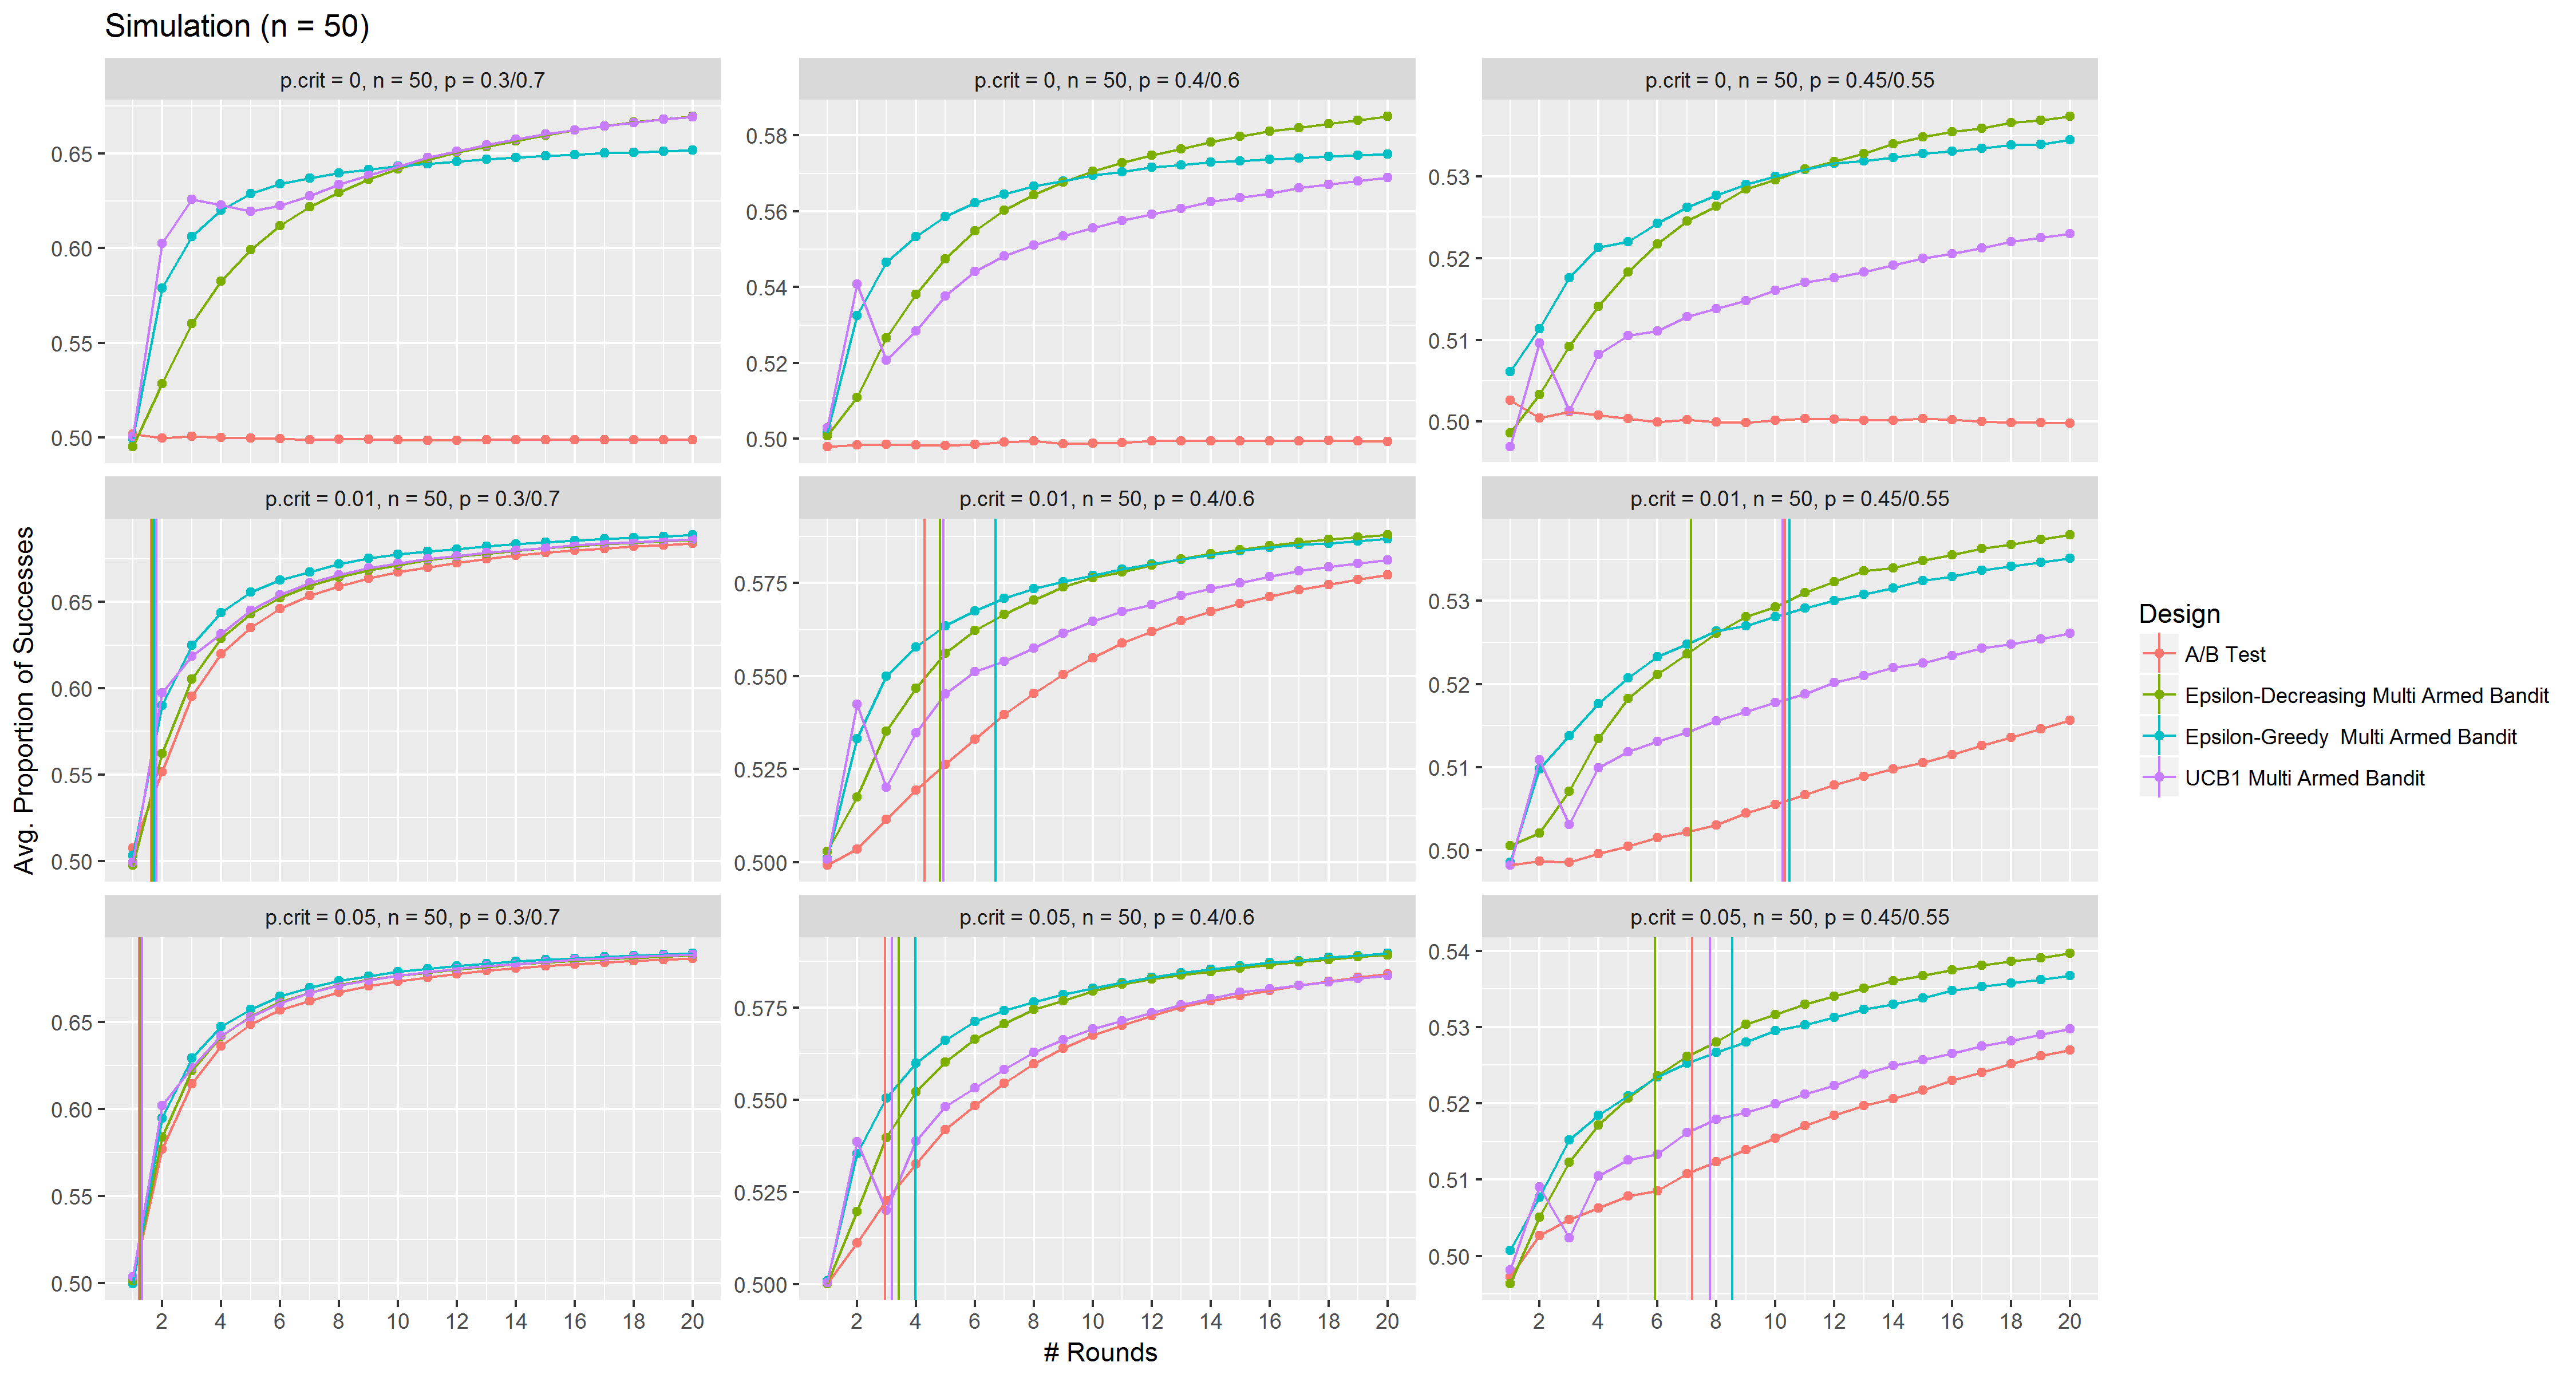 Simulation (n = 50)
p.crit = 0, n = 50, p = 0.3/0.7
p.crit = 0, n = 50, p = 0.4/0.6
p.crit = 0, n = 50, p = 0.45/0.55
0.65
0.60
0.55
0.50
0.58
0.56
0.54
0.52
0.50
0.53
0.52
0.51
0.50
p.crit = 0.01, n = 50, p = 0.3/0.7
p.crit = 0.01, n = 50, p = 0.4/0.6
p.crit = 0.01, n = 50, p = 0.45/0.55
0.65
0.60
0.55
0.50
0.575
0.550
0.525
0.500
0.53
0.52
0.51
0.50
p.crit = 0.05, n = 50, p = 0.3/0.7
p.crit = 0.05, n = 50, p = 0.4/0.6
p.crit = 0.05, n = 50, p = 0.45/0.55
0.65
0.60
0.55
0.50
0.575
0.550
0.525
0.500
0.54
0.53
0.52
0.51
0.50
2 4 6 8 10 12 14 16 18 20
2 4 6 8 10 12 14 16 18 20
2 4 6 8 10 12 14 16 18 20
# Rounds
Avg. Proportion of Successes
Design
A/B Test
Epsilon-Decreasing Multi Armed Bandit
Epsilon-Greedy  Multi Armed Bandit
UCB1 Multi Armed Bandit